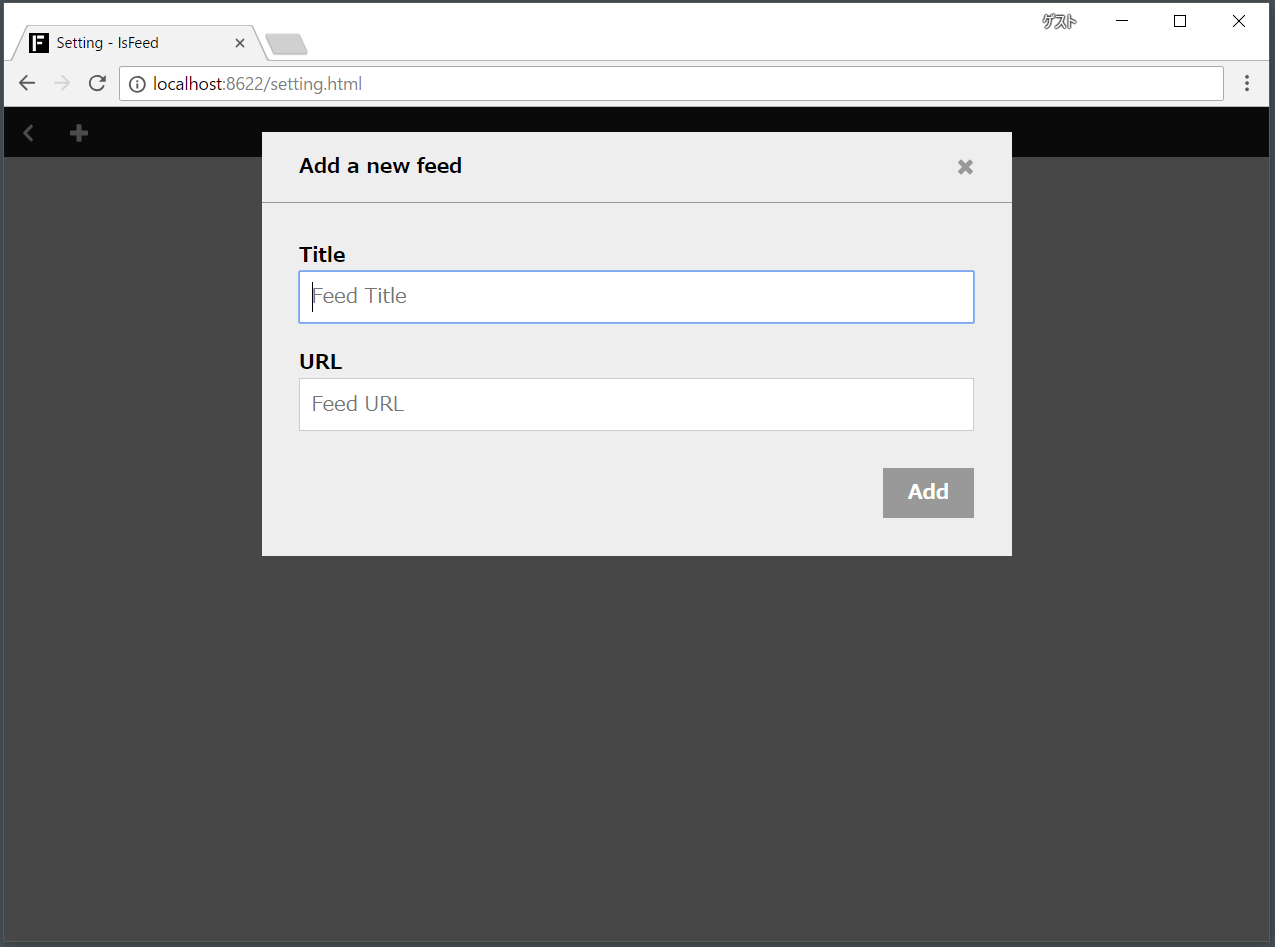 ゲスト
Setting - IsFeed
localhost:8622/setting.html
Add a new feed
Title
Feed Title
URL
Feed URL
Add